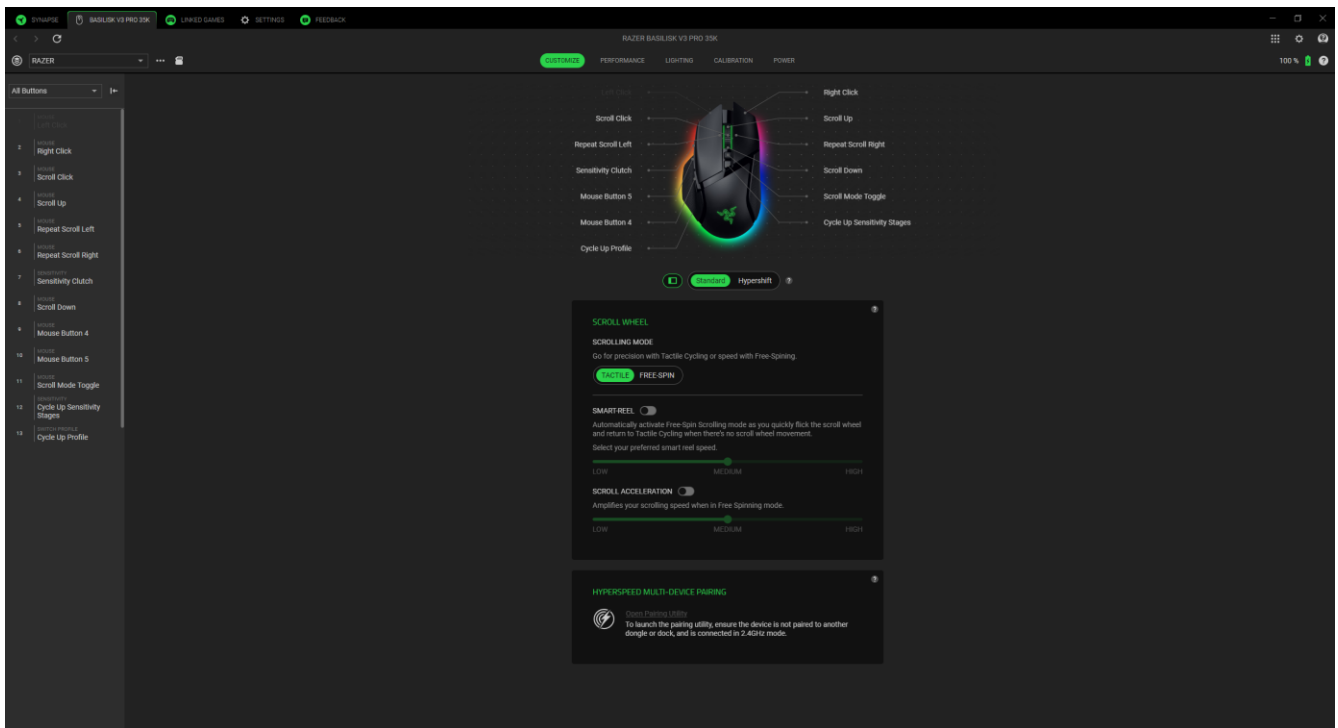 SYNAPSE
BASILISK V3 PRO 35K
LINKED GAMES
SETTINGS
FEEDBACK
RAZER BASILISK V3 PRO 35K
RAZER
CUSTOMIZE
PERFORMANCE
LIGHTING
CALIBRATION
POWER
100 %
All Buttons
MOUSE
Left Click
2
MOUSE
Right Click
3
MOUSE
Scroll Click
4
MOUSE
Scroll Up
5
MOUSE
Repeat Scroll Left
6
MOUSE
Repeat Scroll Right
7
SENSITIVITY
Sensitivity Clutch
8
MOUSE
Scroll Down
9
MOUSE
Mouse Button 4
10
MOUSE
Mouse Button 5
11
MOUSE
Scroll Mode Toggle
12
SENSITIVITY
Cycle Up Sensitivity
Stages
13
SWITCH PROFILE
Cycle Up Profile
Left Click
Right Click
Scroll Click
Scroll Up
Repeat Scroll Left
Repeat Scroll Right
Sensitivity Clutch
Scroll Down
Mouse Button 5
Scroll Mode Toggle
Mouse Button 4
Cycle Up Sensitivity Stages
Cycle Up Profile
Standard
Hypershift
?
?
SCROLL WHEEL
SCROLLING MODE
Go for precision with Tactile Cycling or speed with Free-Spining.
TACTILE
FREE-SPIN
SMART-REEL
Automatically activate Free-Spin Scrolling mode as you quickly flick the scroll wheel
and return to Tactile Cycling when there's no scroll wheel movement.
Select your preferred smart reel speed.
LOW
MEDIUM
HIGH
SCROLL ACCELERATION
Amplifies your scrolling speed when in Free Spinning mode.
LOW
MEDIUM
HIGH
?
HYPERSPEED MULTI-DEVICE PAIRING
Open Pairing Utility
To launch the pairing utility, ensure the device is not paired to another
dongle or dock, and is connected in 2.4GHz mode.